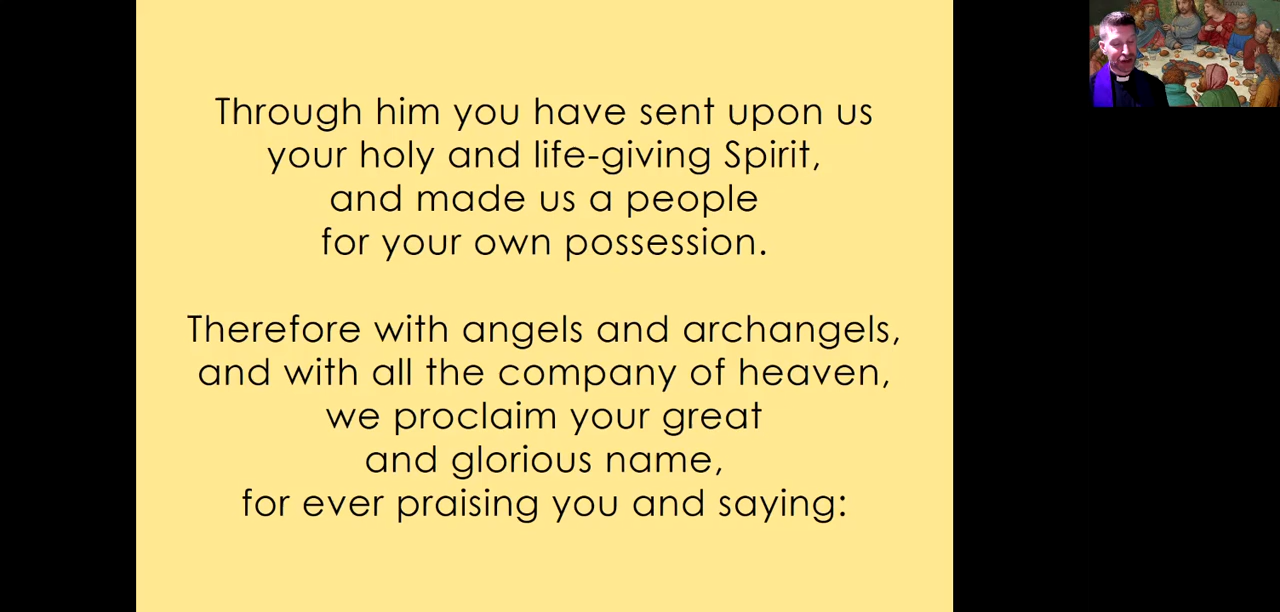 Through him you have sent upon us
your holy and life-giving Spirit,
and made us a people
for your own possession.
Therefore with angels and archangels,
and with all the company of heaven,
we proclaim your great
and glorious name,
for ever praising you and saying: